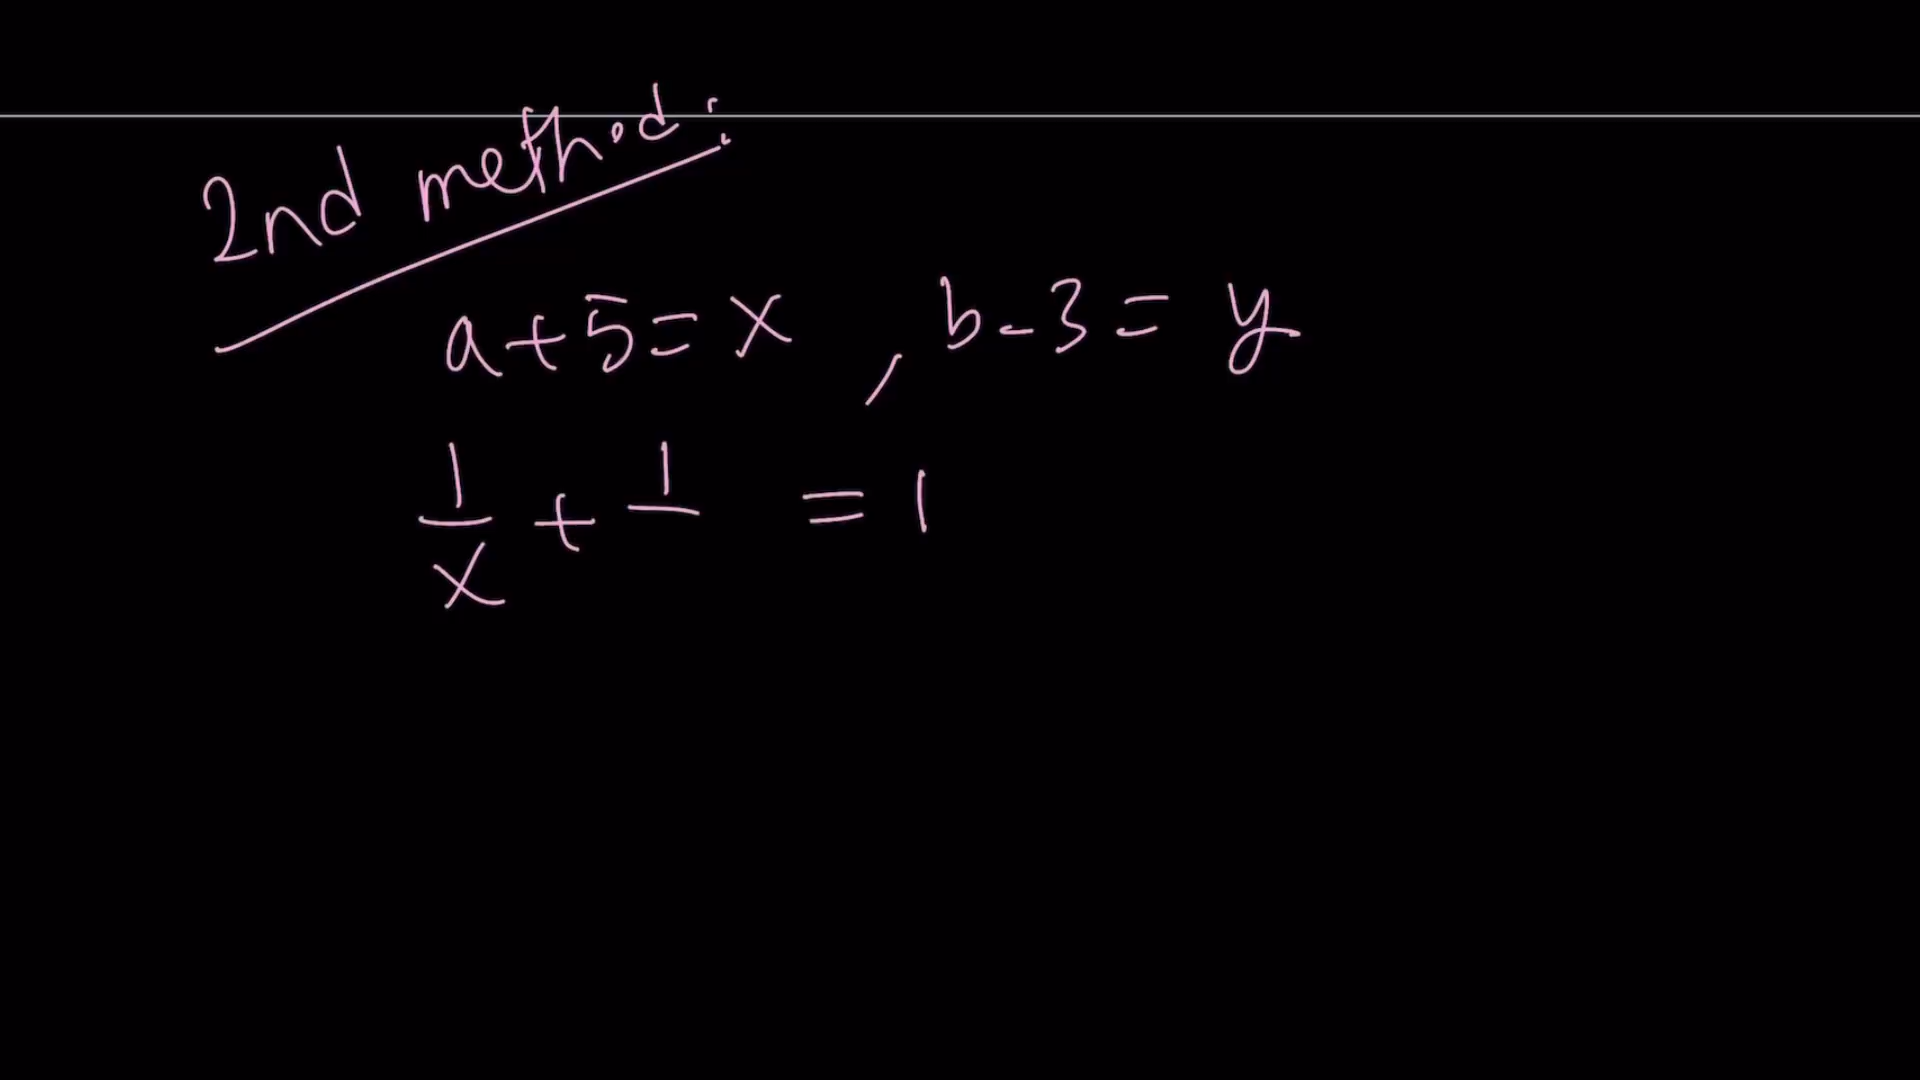 2nd method:
a+5=x , b-3=y
1/x + 1/ = 1